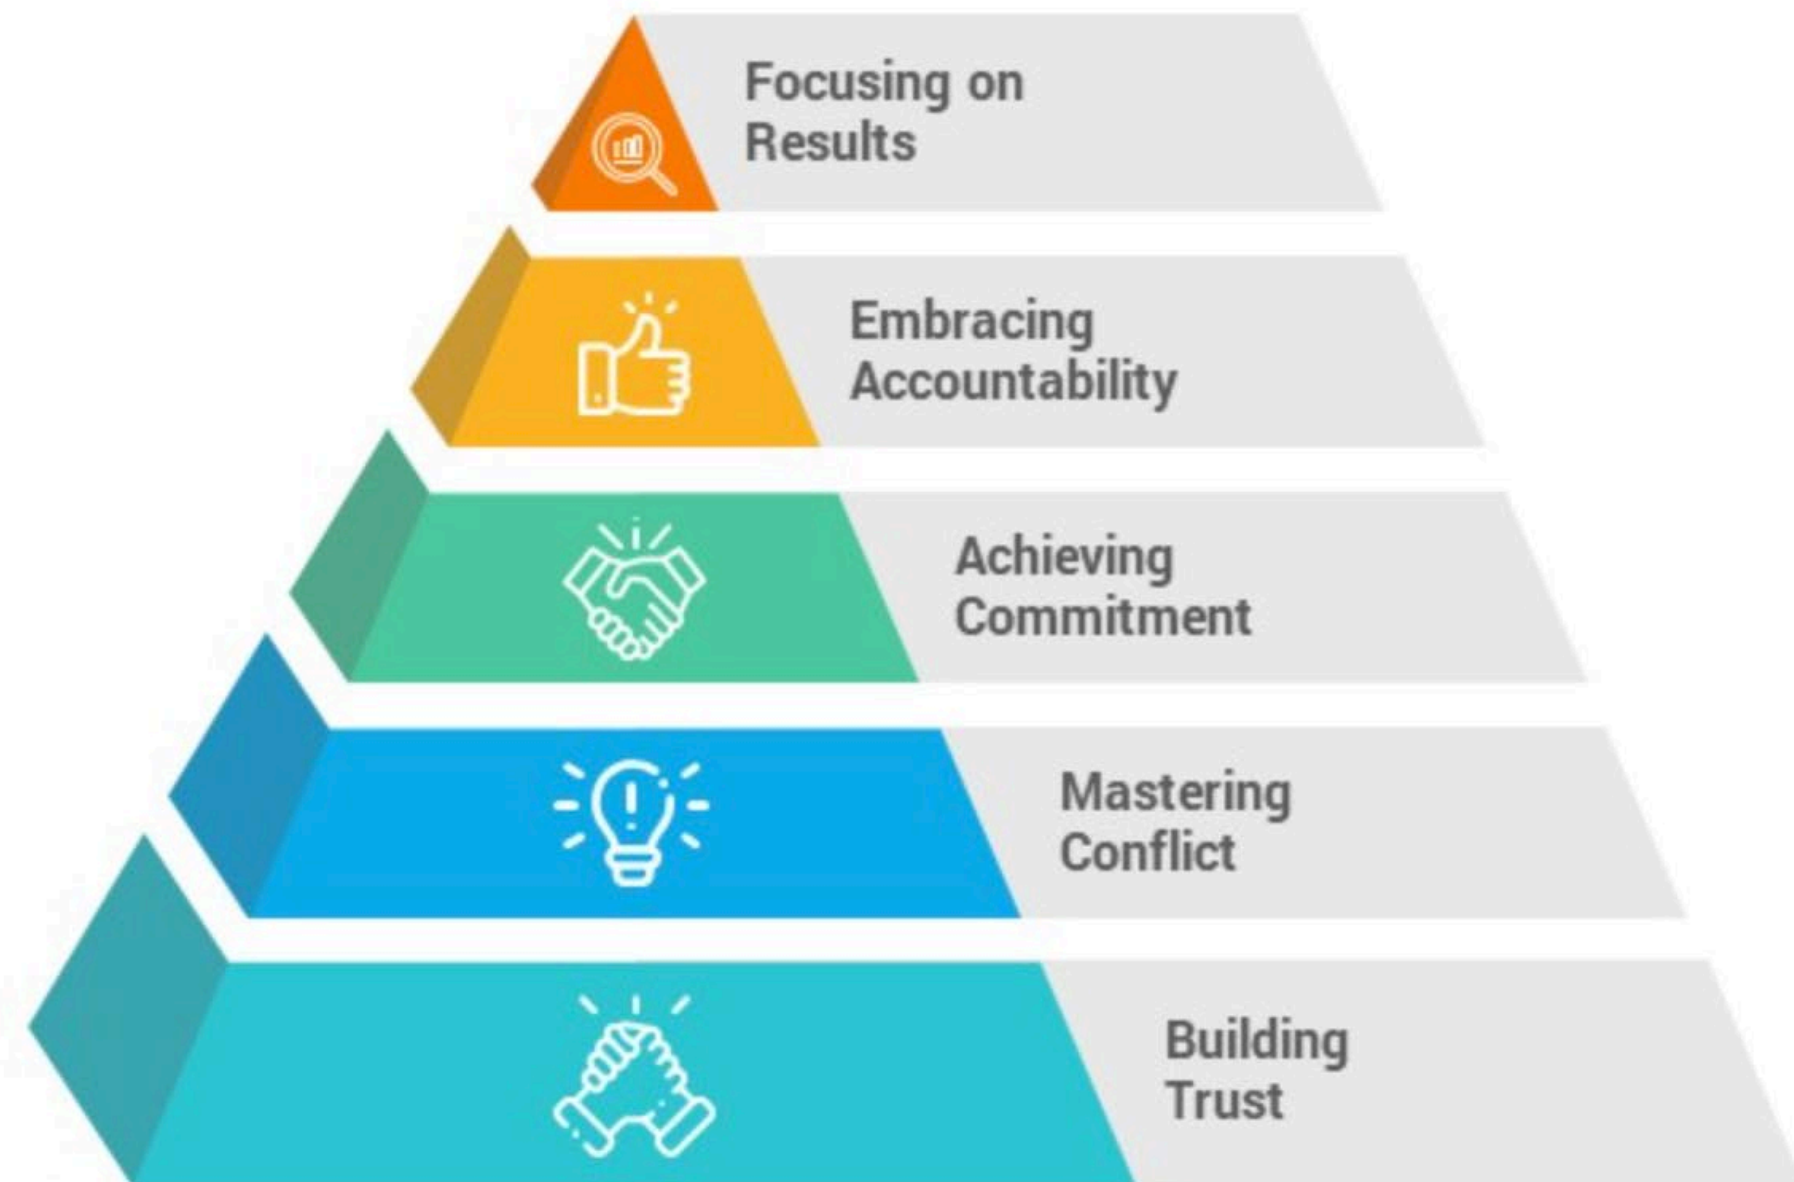 Focusing on
Results
Embracing
Accountability
Achieving
Commitment
Mastering
Conflict
Building
Trust